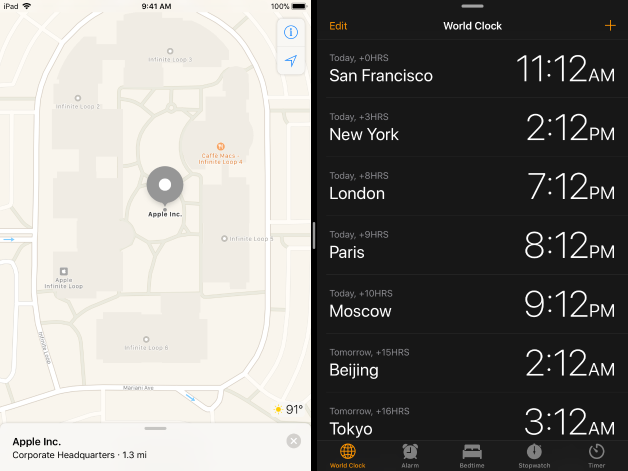 iPad 9:41 AM 100%
Infinite Loop 3
Infinite Loop 2
Caffè Macs -
Infinite Loop 4
Apple Inc.
Infinite Loop 5
Apple
Infinite Loop
Infinite Loop
Infinite Loop 6
Mariani Ave
91°
Apple Inc.
Corporate Headquarters · 1.3 mi
Edit World Clock +
Today, +0HRS
San Francisco 11:12AM
Today, +3HRS
New York 2:12PM
Today, +8HRS
London 7:12PM
Today, +9HRS
Paris 8:12PM
Today, +10HRS
Moscow 9:12PM
Tomorrow, +15HRS
Beijing 2:12AM
Tomorrow, +16HRS
Tokyo 3:12AM
World Clock Alarm Bedtime Stopwatch Timer